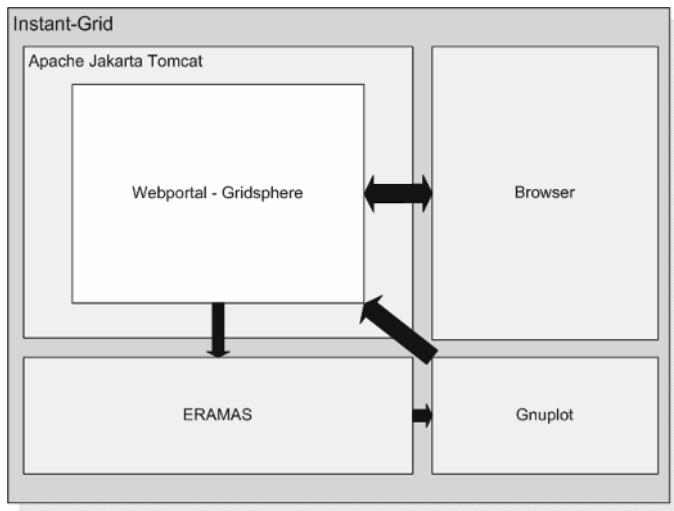 Instant-Grid
Apache Jakarta Tomcat
Webportal - Gridsphere
Browser
ERAMAS
Gnuplot